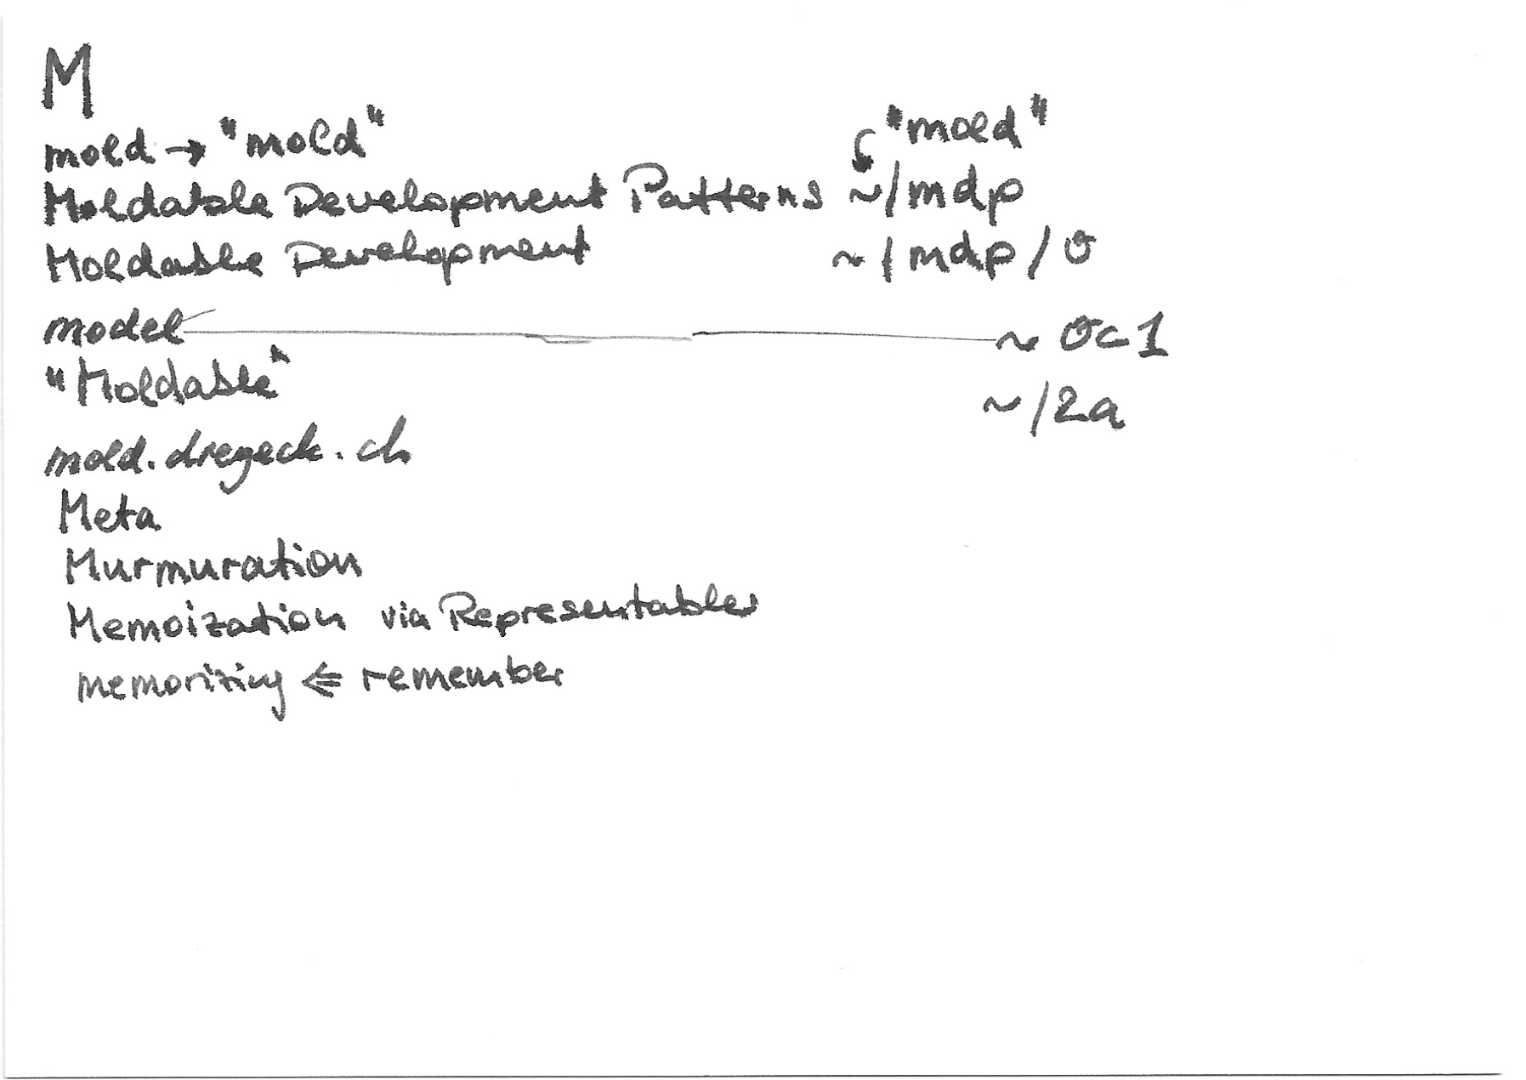 M
mold → "mold"
"mold"
Moldable Development Patterns ~/mdp
Moldable Development ~/mdp/0
model ~ 0c1
"Moldable" ~/2a
mold.dreyeck.ch
Meta
Murmuration
Memoization via Representables
memorizing ⇐ remember